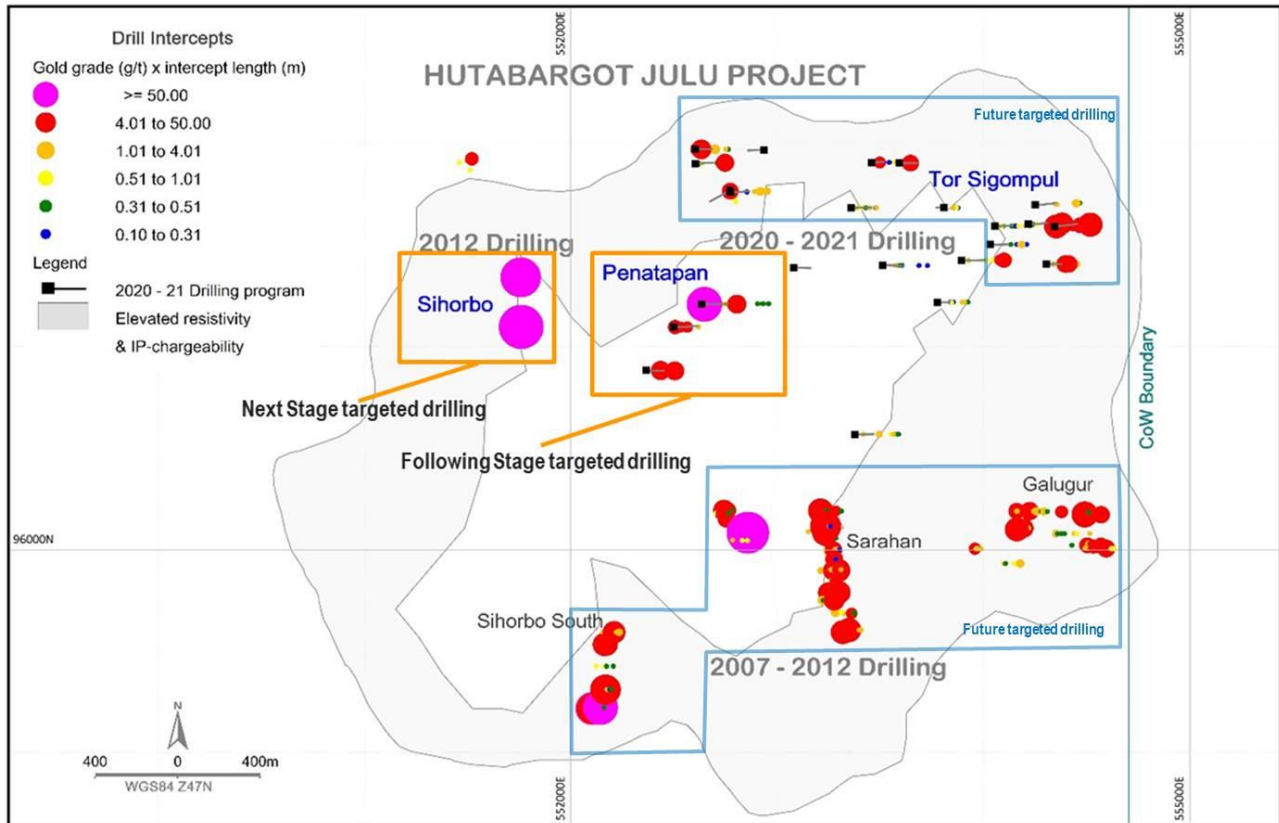 Drill Intercepts
Gold grade (g/t) x intercept length (m)
>= 50.00
4.01 to 50.00
1.01 to 4.01
0.51 to 1.01
0.31 to 0.51
0.10 to 0.31
Legend
2020 - 21 Drilling program
Elevated resistivity
& IP-chargeability
552000E
555000E
HUTABARGOT JULU PROJECT
Future targeted drilling
Tor Sigompul
2012 Drilling
2020 - 2021 Drilling
Sihorbo
Penatapan
CoW Boundary
Next Stage targeted drilling
Following Stage targeted drilling
Galugur
96000N
Sarahan
Sihorbo South
Future targeted drilling
2007 - 2012 Drilling
N
400 0 400m
WGS84 Z47N
552000E
555000E